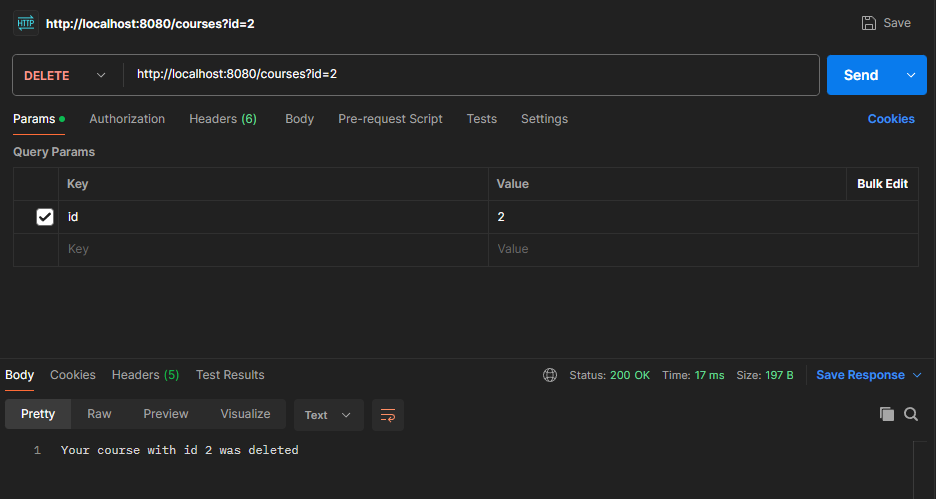 HTTP http://localhost:8080/courses?id=2 Save
DELETE http://localhost:8080/courses?id=2 Send
Params Authorization Headers (6) Body Pre-request Script Tests Settings Cookies
Query Params
Key Value Bulk Edit
id 2
Key Value
Body Cookies Headers (5) Test Results Status: 200 OK Time: 17 ms Size: 197 B Save Response
Pretty Raw Preview Visualize Text
1 Your course with id 2 was deleted